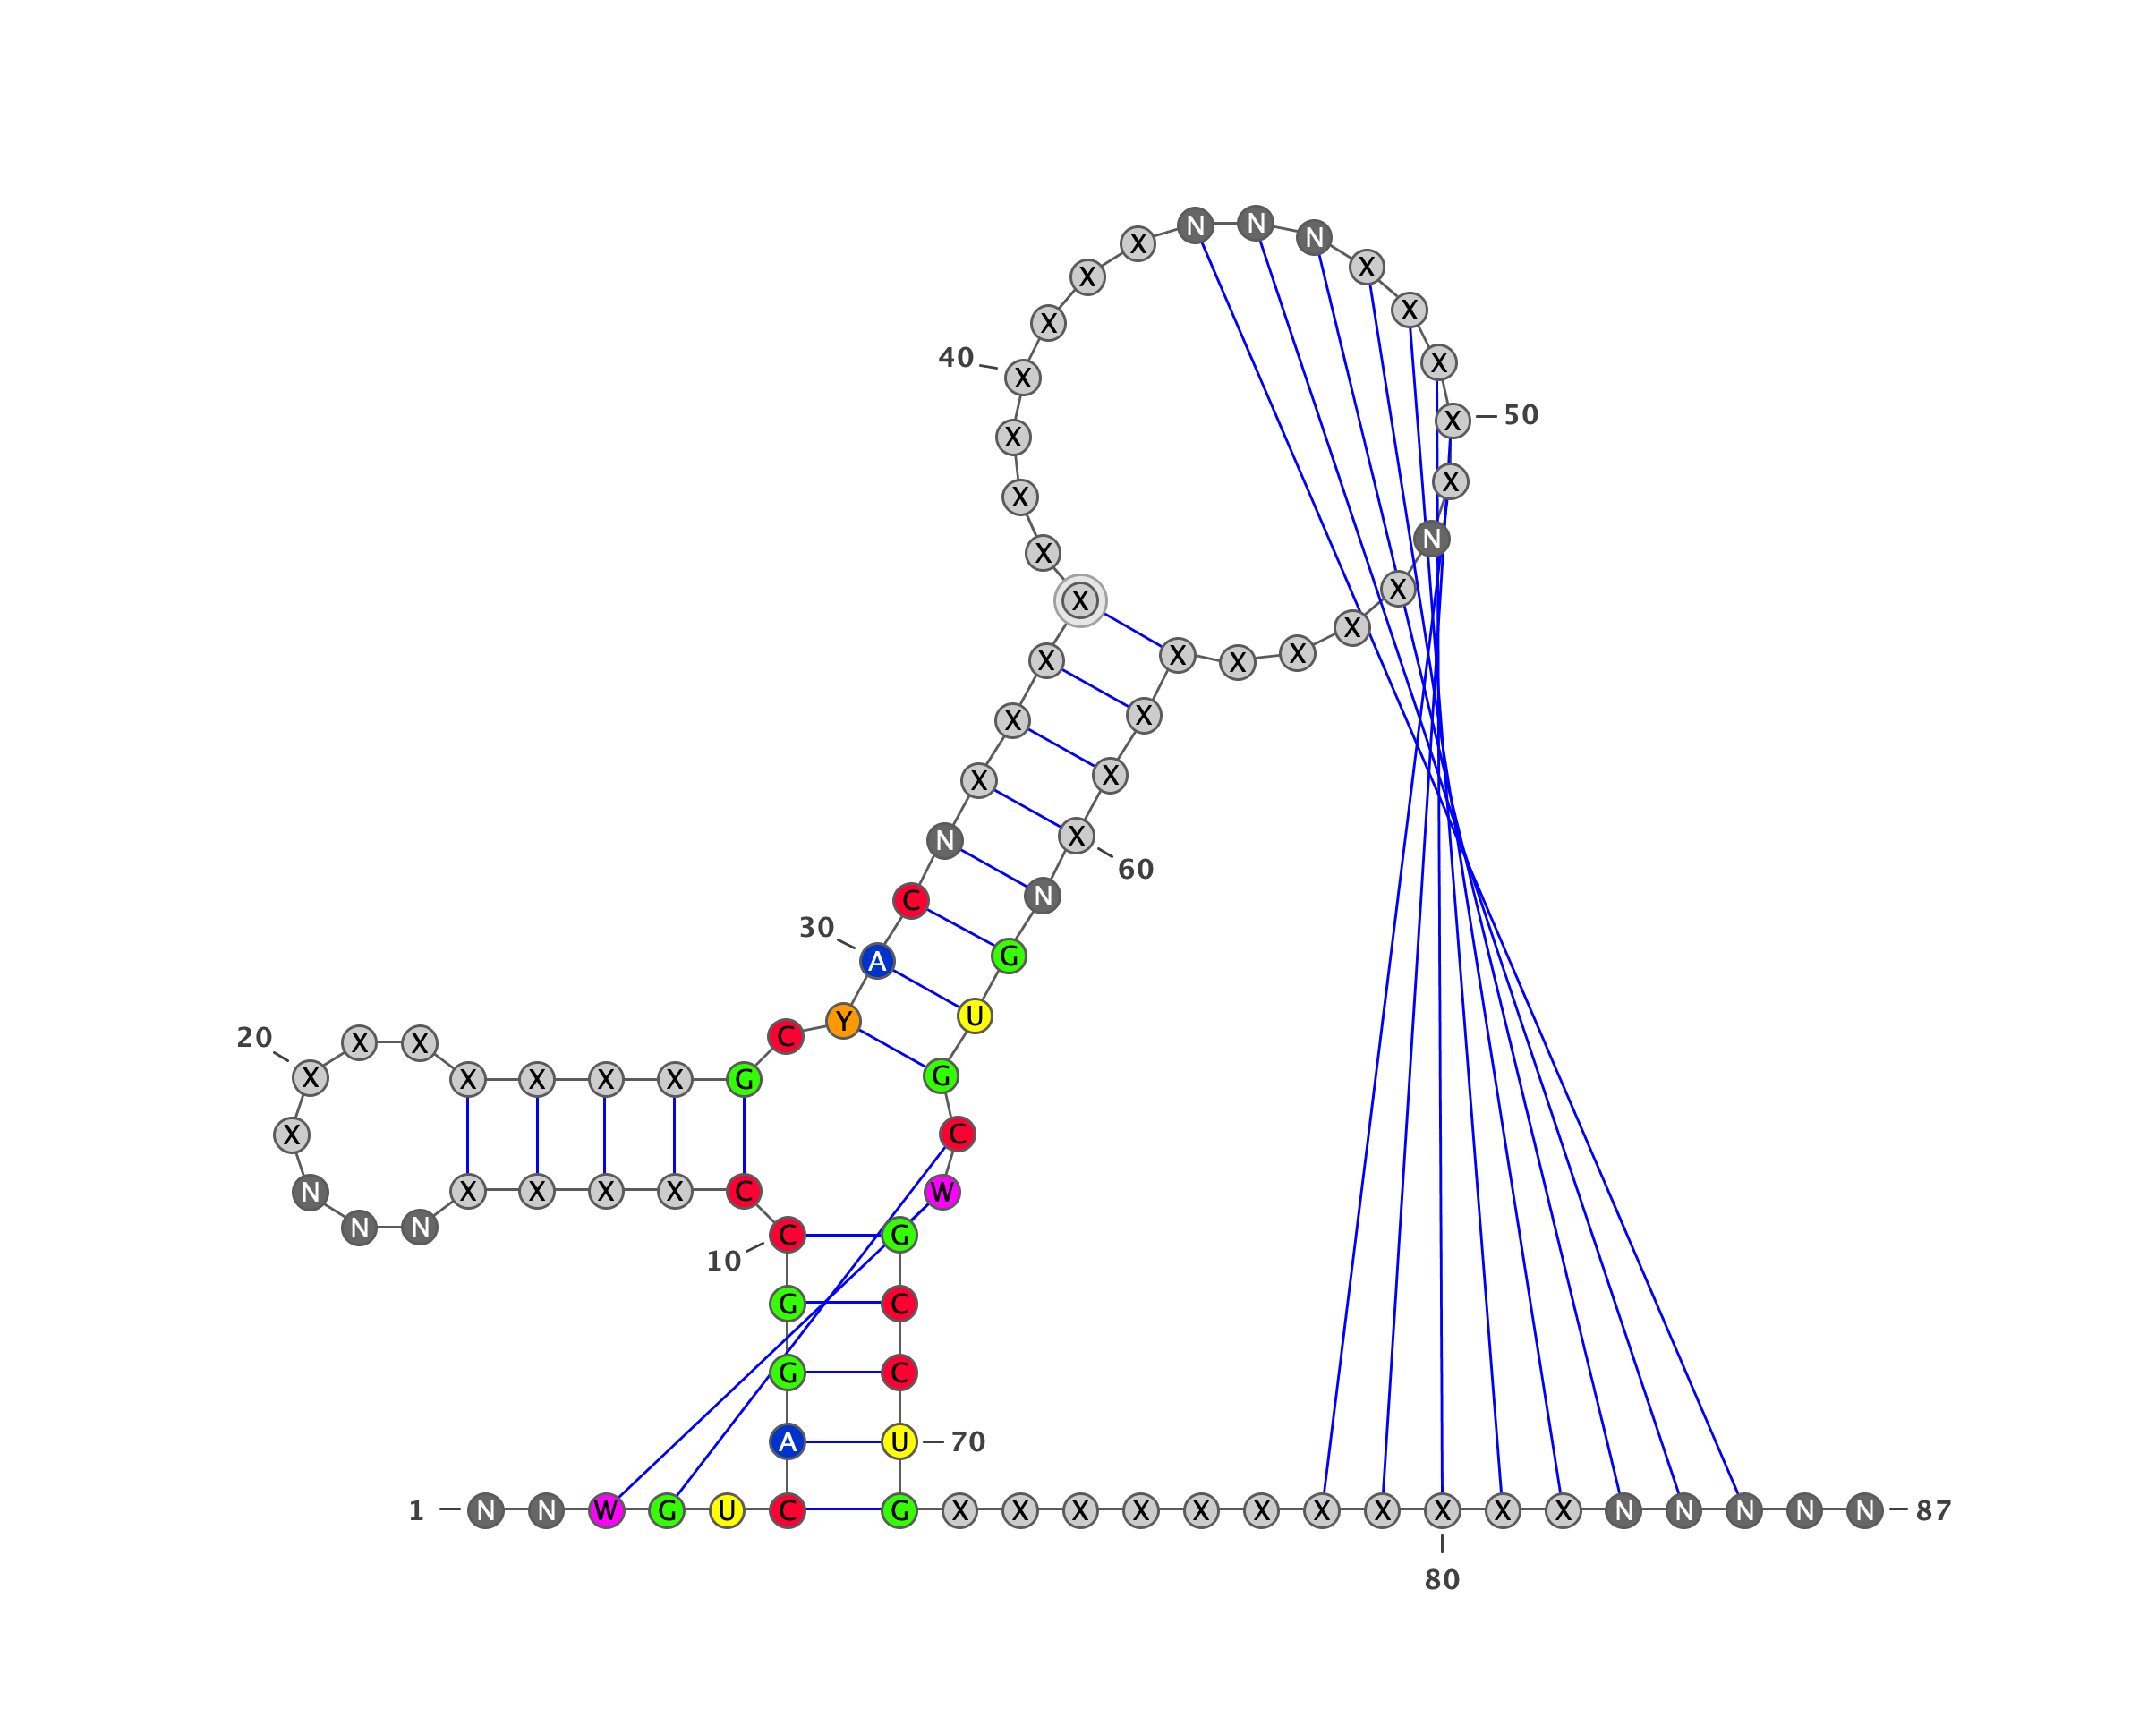 X N N N X
X X
X
40 X X
X X 50
X X
X N
X X
X X X X X
X X
X X
N X
60
C N
30
A G
Y U
20 X X C
X X X X X G G
X C
N X X X X C W
N N C G
10
G C
G C
A U 70
1 N N W G U C G X X X X X X X X X X X N N N N N 87
80